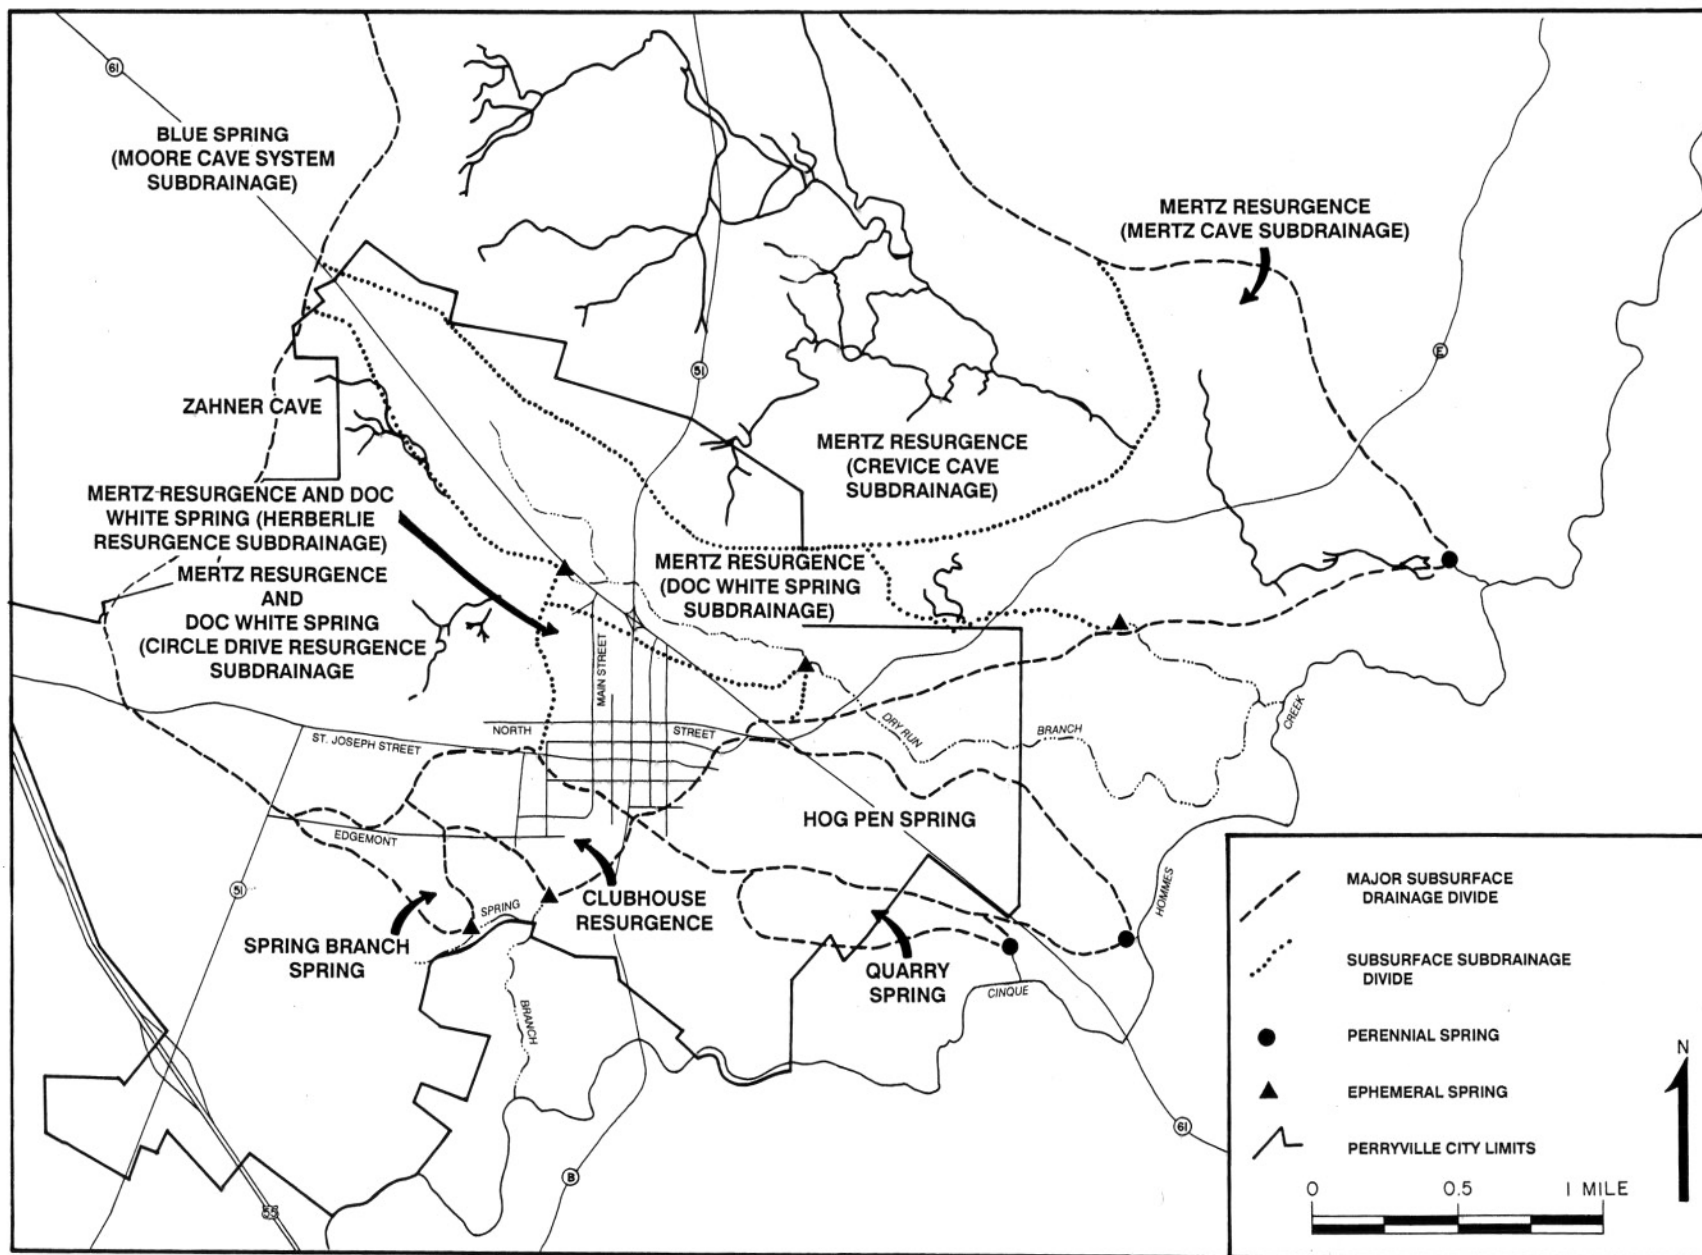 61
BLUE SPRING
(MOORE CAVE SYSTEM
SUBDRAINAGE)
MERTZ RESURGENCE
(MERTZ CAVE SUBDRAINAGE)
E
51
ZAHNER CAVE
MERTZ RESURGENCE
(CREVICE CAVE
SUBDRAINAGE)
MERTZ RESURGENCE AND DOC
WHITE SPRING (HERBERLIE
RESURGENCE SUBDRAINAGE)
MERTZ RESURGENCE
AND
DOC WHITE SPRING
(CIRCLE DRIVE RESURGENCE
SUBDRAINAGE
MERTZ RESURGENCE
(DOC WHITE SPRING
SUBDRAINAGE)
MAIN STREET
ST. JOSEPH STREET
NORTH STREET
DRY RUN BRANCH
CREEK
EDGEMONT
HOG PEN SPRING
51
CLUBHOUSE
RESURGENCE
SPRING
HOMMES
SPRING BRANCH
SPRING
QUARRY
SPRING
CINQUE
BRANCH
61
B
55
MAJOR SUBSURFACE
DRAINAGE DIVIDE
SUBSURFACE SUBDRAINAGE
DIVIDE
PERENNIAL SPRING
EPHEMERAL SPRING
PERRYVILLE CITY LIMITS
N
0 0.5 1 MILE